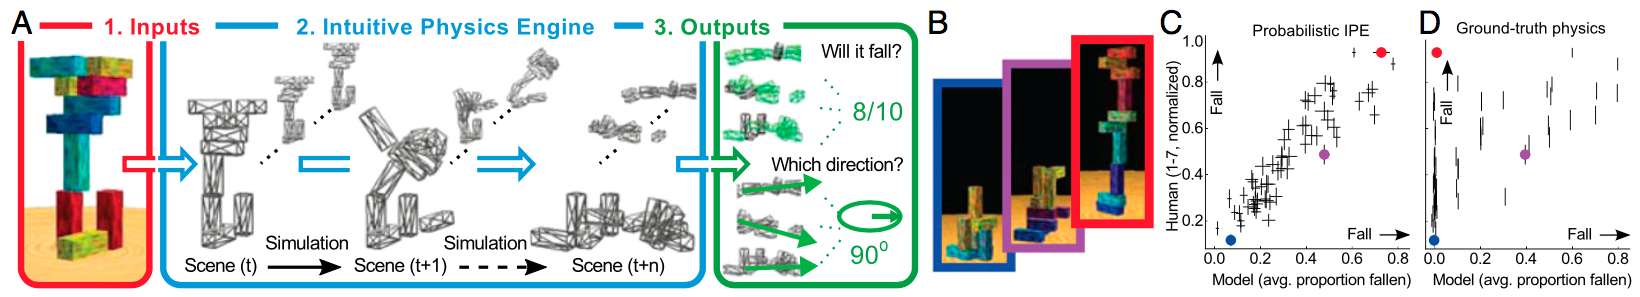 A
1. Inputs
2. Intuitive Physics Engine
3. Outputs
Scene (t)
Simulation
Scene (t+1)
Simulation
Scene (t+n)
Will it fall?
8/10
Which direction?
90°
B
C
Probabilistic IPE
Human (1-7, normalized)
1.0
0.8
0.6
0.4
0.2
Fall
Fall
0.0
0.2
0.4
0.6
0.8
Model (avg. proportion fallen)
D
Ground-truth physics
Fall
Fall
0.0
0.2
0.4
0.6
0.8
Model (avg. proportion fallen)